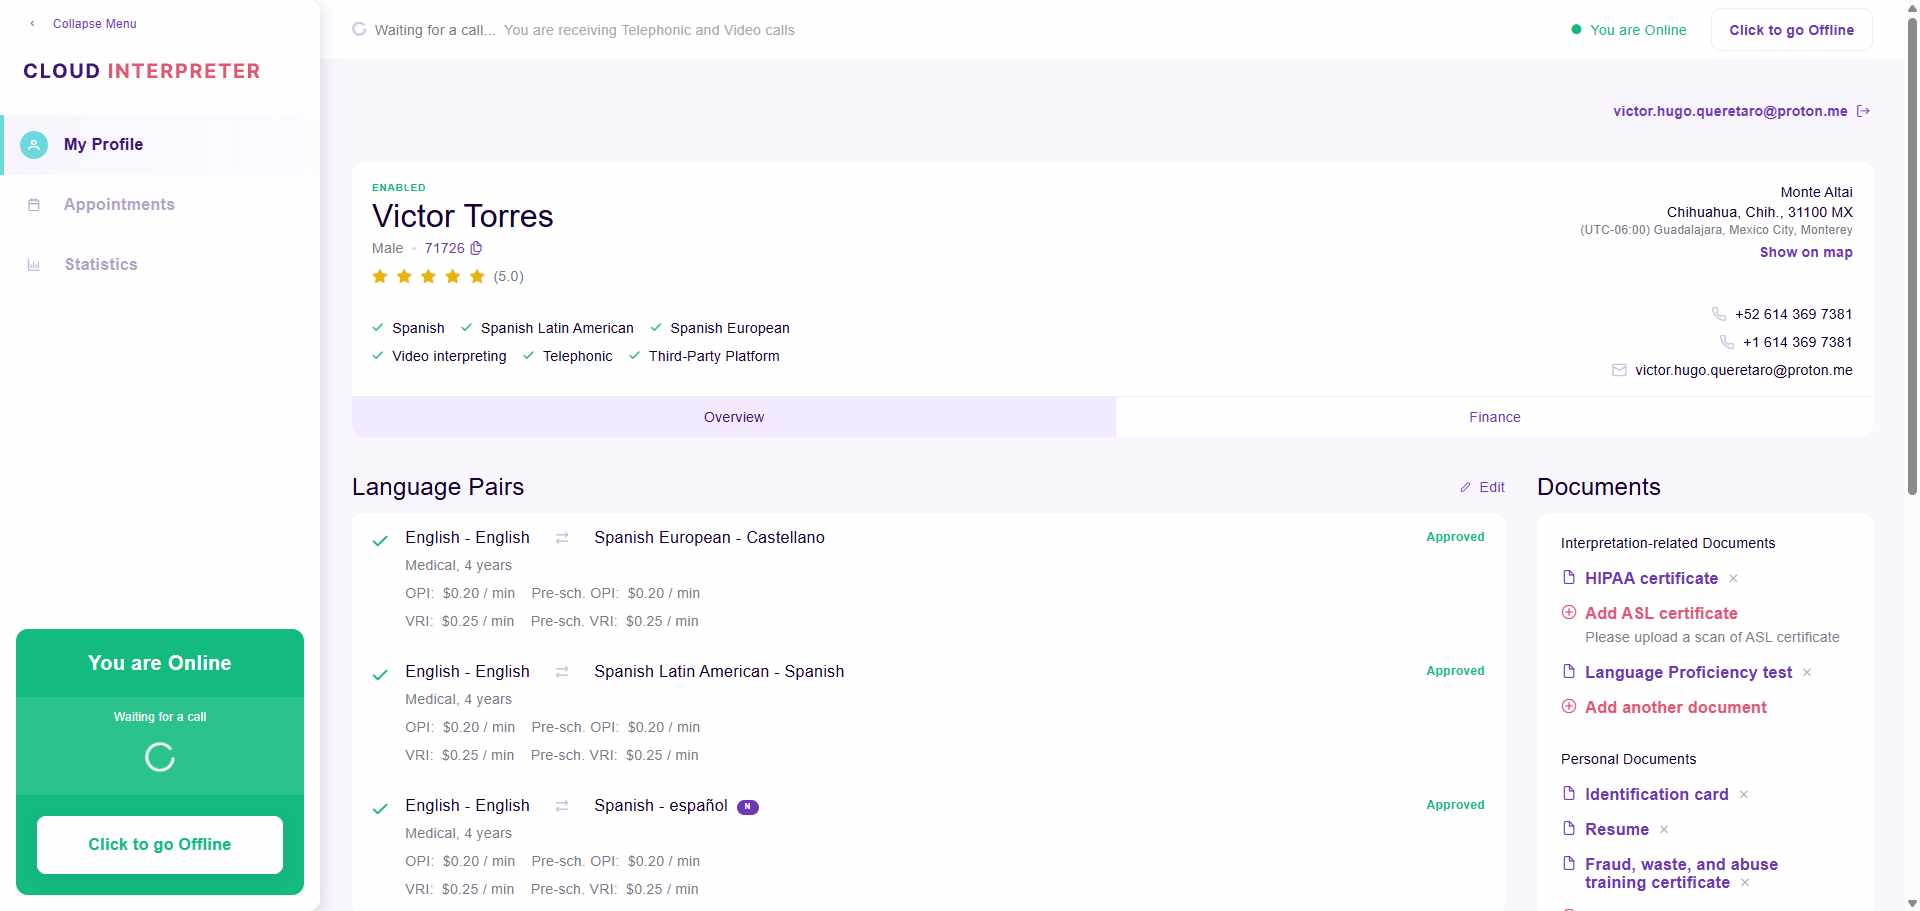 Collapse Menu
CLOUD INTERPRETER
My Profile
Appointments
Statistics
You are Online
Waiting for a call
Click to go Offline
Waiting for a call... You are receiving Telephonic and Video calls
You are Online
Click to go Offline
victor.hugo.queretaro@proton.me
ENABLED
Victor Torres
Male • 71726
(5.0)
Spanish Spanish Latin American Spanish European
Video interpreting Telephonic Third-Party Platform
Monte Altai
Chihuahua, Chih., 31100 MX
(UTC-06:00) Guadalajara, Mexico City, Monterey
Show on map
+52 614 369 7381
+1 614 369 7381
victor.hugo.queretaro@proton.me
Overview
Finance
Language Pairs
Edit
English - English Spanish European - Castellano
Approved
Medical, 4 years
OPI: $0.20 / min Pre-sch. OPI: $0.20 / min
VRI: $0.25 / min Pre-sch. VRI: $0.25 / min
English - English Spanish Latin American - Spanish
Approved
Medical, 4 years
OPI: $0.20 / min Pre-sch. OPI: $0.20 / min
VRI: $0.25 / min Pre-sch. VRI: $0.25 / min
English - English Spanish - español N
Approved
Medical, 4 years
OPI: $0.20 / min Pre-sch. OPI: $0.20 / min
VRI: $0.25 / min Pre-sch. VRI: $0.25 / min
Documents
Interpretation-related Documents
HIPAA certificate
Add ASL certificate
Please upload a scan of ASL certificate
Language Proficiency test
Add another document
Personal Documents
Identification card
Resume
Fraud, waste, and abuse
training certificate